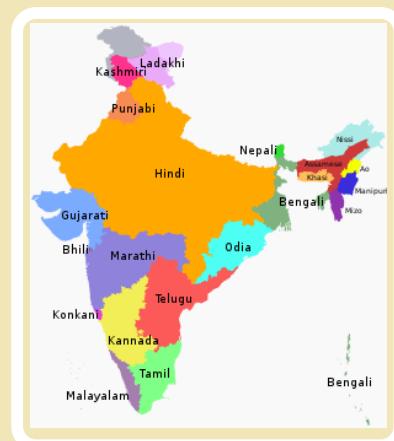 Ladakhi
Kashmiri
Punjabi
Nissi
Nepali
Assamese
Ao
Hindi
Khasi
Manipuri
Bengali
Mizo
Gujarati
Odia
Bhili
Marathi
Telugu
Konkani
Kannada
Tamil
Malayalam
Bengali